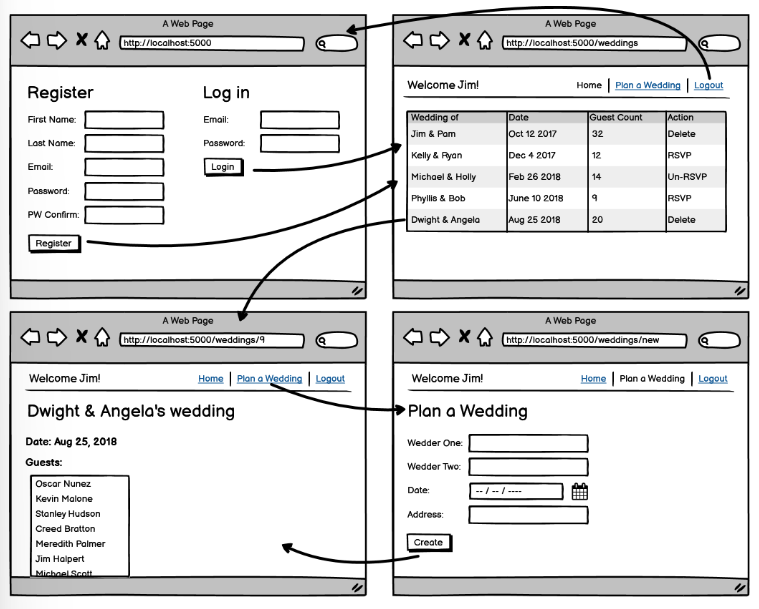 A Web Page
http://localhost:5000
Register
Log in
First Name:
Email:
Last Name:
Password:
Email:
Login
Password:
PW Confirm:
Register
A Web Page
http://localhost:5000/weddings
Welcome Jim!
Home | Plan a Wedding | Logout
Wedding of Date Guest Count Action
Jim & Pam Oct 12 2017 32 Delete
Kelly & Ryan Dec 4 2017 12 RSVP
Michael & Holly Feb 26 2018 14 Un-RSVP
Phyllis & Bob June 10 2018 9 RSVP
Dwight & Angela Aug 25 2018 20 Delete
A Web Page
http://localhost:5000/weddings/9
Welcome Jim!
Home | Plan a Wedding | Logout
Dwight & Angela's wedding
Date: Aug 25, 2018
Guests:
Oscar Nunez
Kevin Malone
Stanley Hudson
Creed Bratton
Meredith Palmer
Jim Halpert
Michael Scott
A Web Page
http://localhost:5000/weddings/new
Welcome Jim!
Home | Plan a Wedding | Logout
Plan a Wedding
Wedder One:
Wedder Two:
Date: -- / -- / ----
Address:
Create